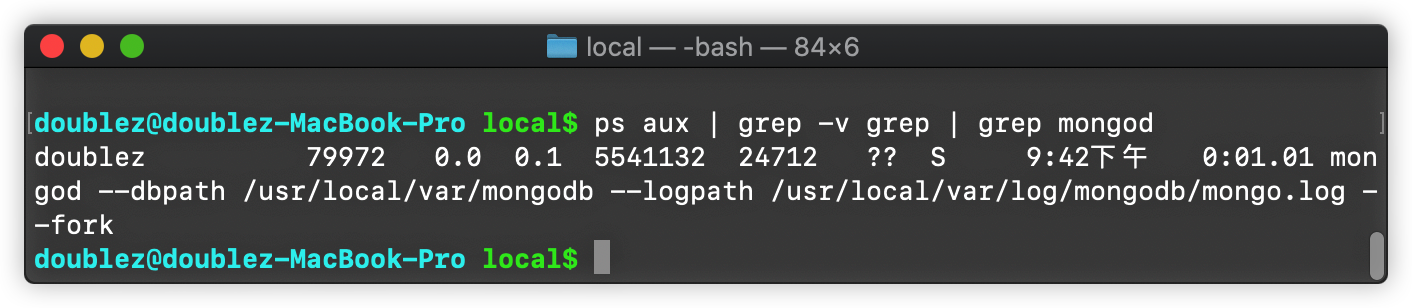 local — -bash — 84×6
[doublez@doublez-MacBook-Pro local$ ps aux | grep -v grep | grep mongod ]
doublez          79972   0.0  0.1  5541132  24712   ??  S     9:42下午   0:01.01 mon
god --dbpath /usr/local/var/mongodb --logpath /usr/local/var/log/mongodb/mongo.log -
-fork
doublez@doublez-MacBook-Pro local$